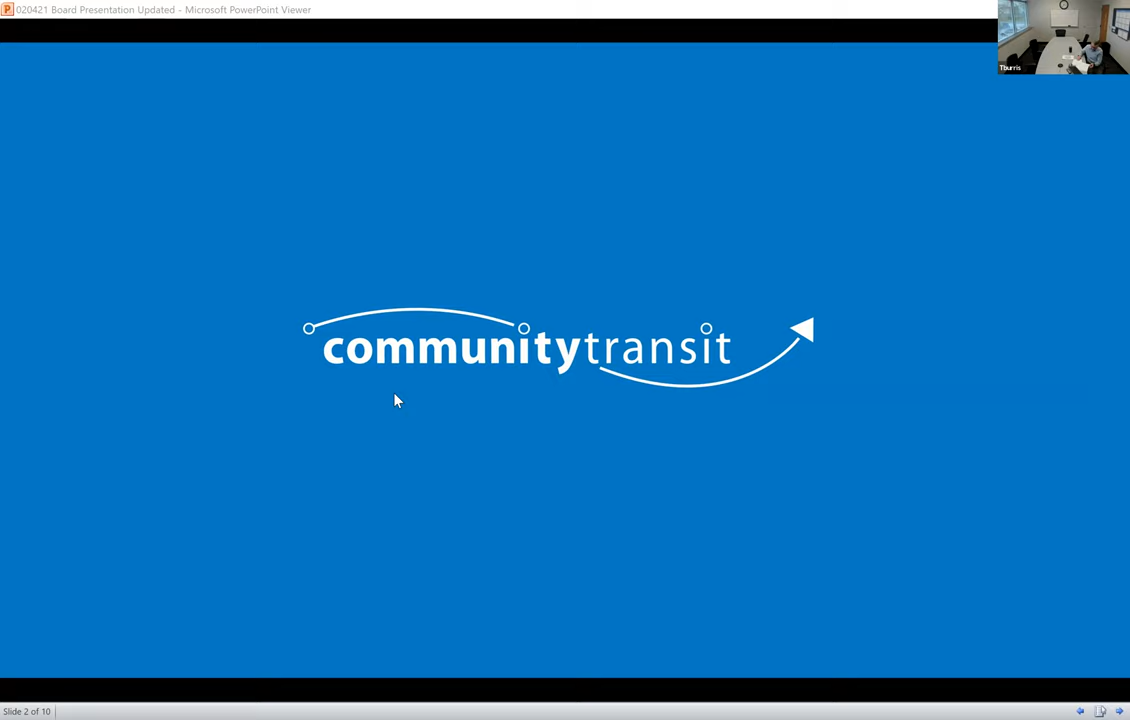 020421 Board Presentation Updated - Microsoft PowerPoint Viewer
Tburris
communitytransit
Slide 2 of 10